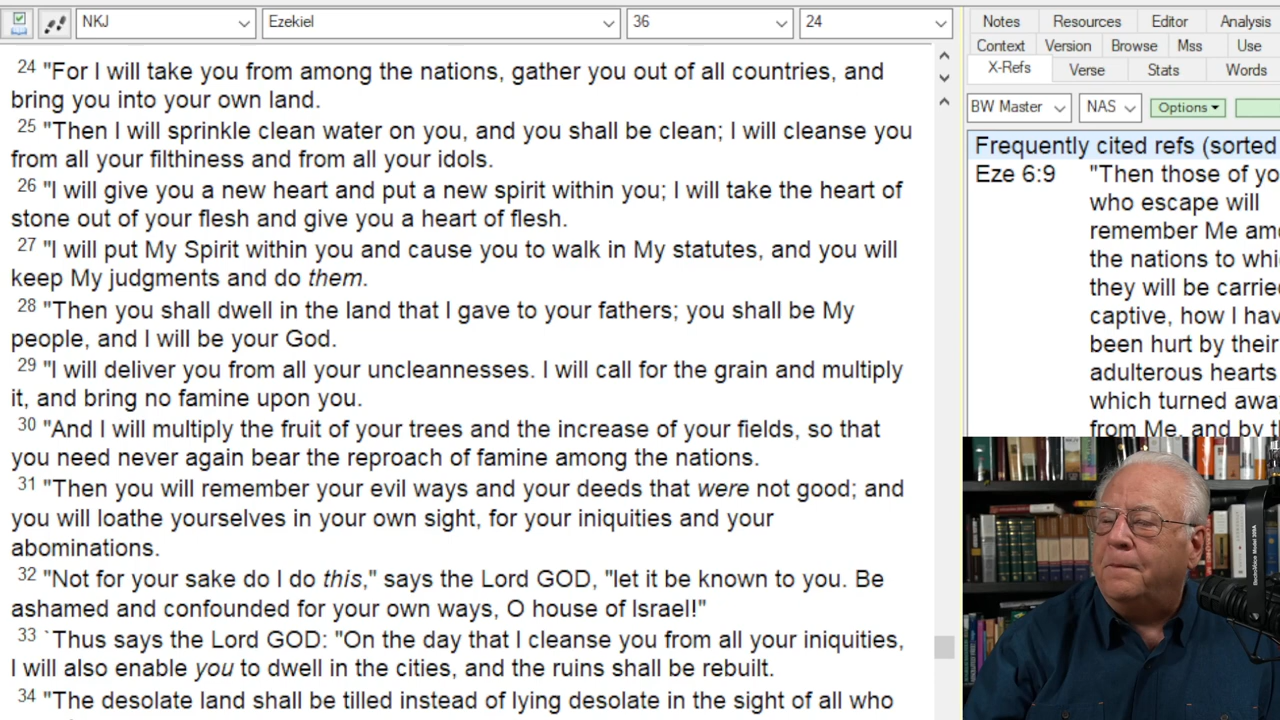 NKJ Ezekiel 36 24
24 "For I will take you from among the nations, gather you out of all countries, and
bring you into your own land.
25 "Then I will sprinkle clean water on you, and you shall be clean; I will cleanse you
from all your filthiness and from all your idols.
26 "I will give you a new heart and put a new spirit within you; I will take the heart of
stone out of your flesh and give you a heart of flesh.
27 "I will put My Spirit within you and cause you to walk in My statutes, and you will
keep My judgments and do them.
28 "Then you shall dwell in the land that I gave to your fathers; you shall be My
people, and I will be your God.
29 "I will deliver you from all your uncleannesses. I will call for the grain and multiply
it, and bring no famine upon you.
30 "And I will multiply the fruit of your trees and the increase of your fields, so that
you need never again bear the reproach of famine among the nations.
31 "Then you will remember your evil ways and your deeds that were not good; and
you will loathe yourselves in your own sight, for your iniquities and your
abominations.
32 "Not for your sake do I do this," says the Lord GOD, "let it be known to you. Be
ashamed and confounded for your own ways, O house of Israel!"
33 `Thus says the Lord GOD: "On the day that I cleanse you from all your iniquities,
I will also enable you to dwell in the cities, and the ruins shall be rebuilt.
34 "The desolate land shall be tilled instead of lying desolate in the sight of all who
Notes Resources Editor Analysis
Context Version Browse Mss Use
X-Refs Verse Stats Words
BW Master NAS Options
Frequently cited refs (sorted
Eze 6:9 "Then those of yo
who escape will
remember Me amo
the nations to whi
they will be carried
captive, how I hav
been hurt by their
adulterous hearts
which turned awa
from Me, and by th
ElectroVoice Model 309A